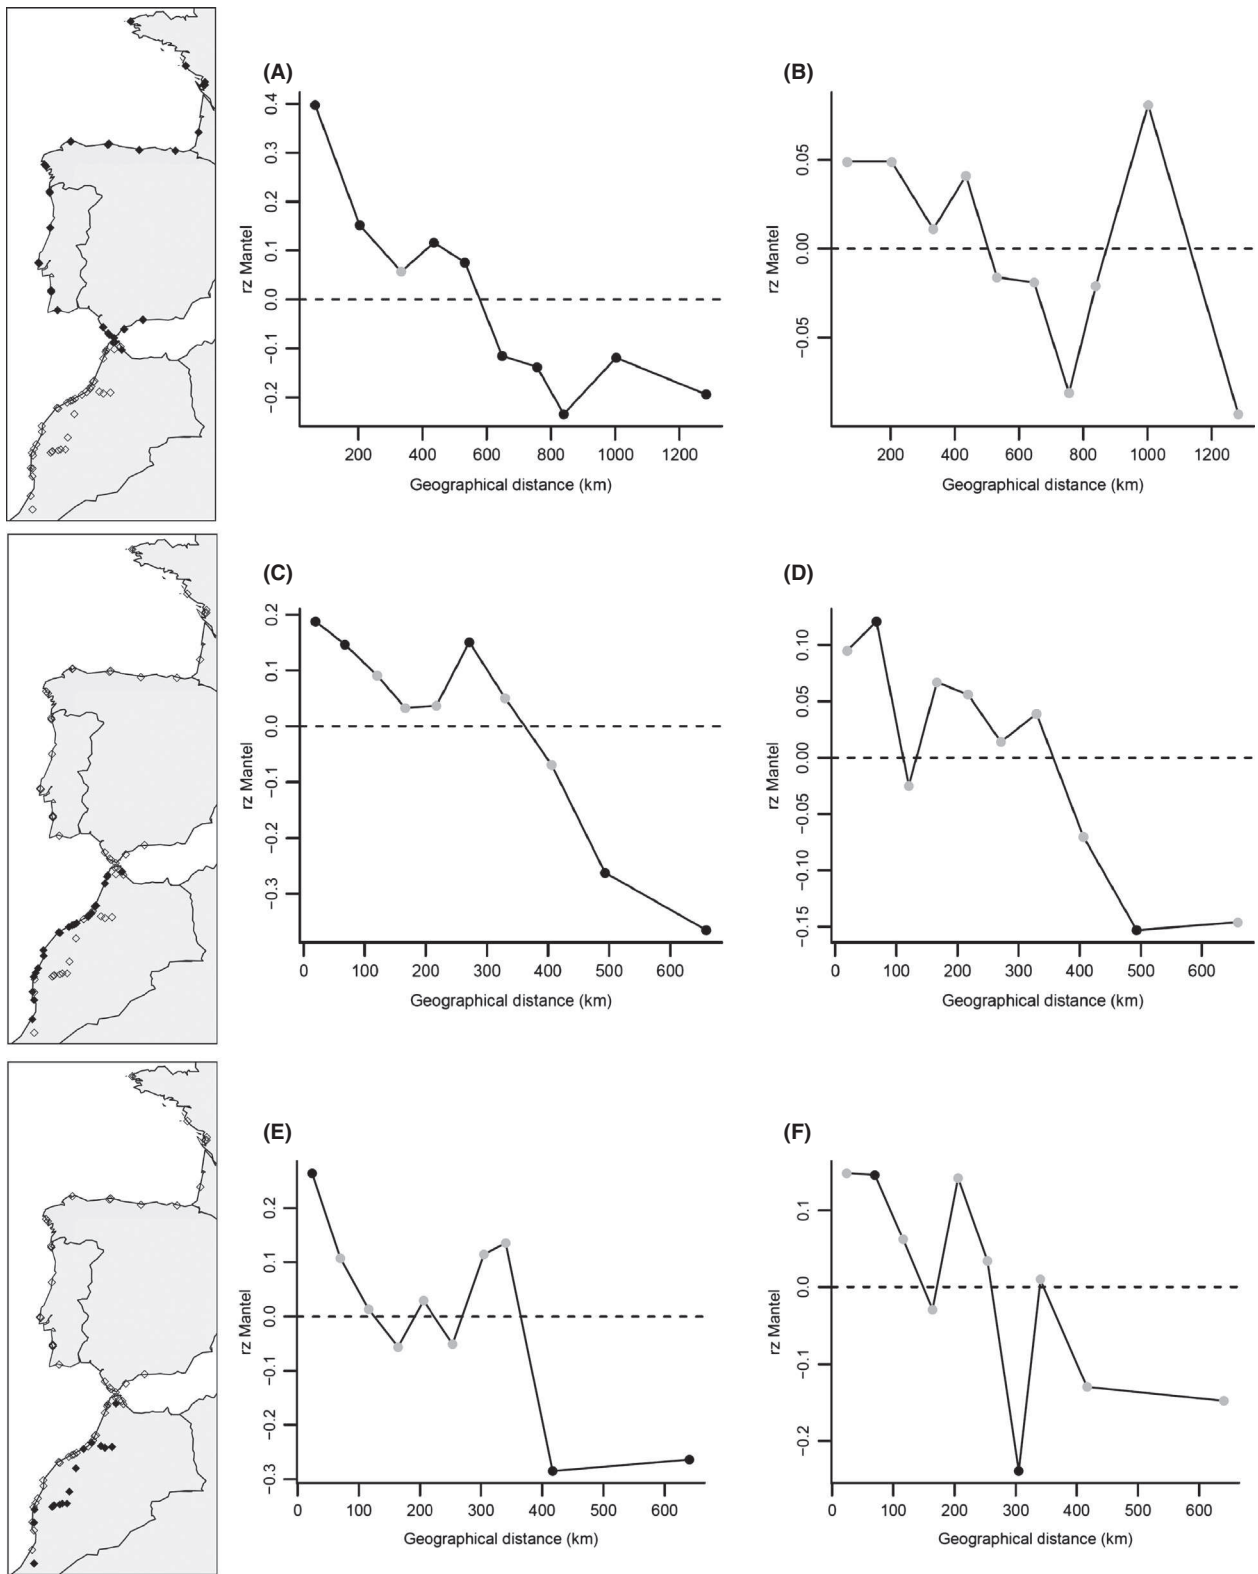 (A)
rz Mantel
0.4
0.3
0.2
0.1
0.0
−0.1
−0.2
200 400 600 800 1000 1200
Geographical distance (km)
(B)
rz Mantel
0.05
0.00
−0.05
200 400 600 800 1000 1200
Geographical distance (km)
(C)
rz Mantel
0.2
0.1
0.0
−0.1
−0.2
−0.3
0 100 200 300 400 500 600
Geographical distance (km)
(D)
rz Mantel
0.10
0.05
0.00
−0.05
−0.10
−0.15
0 100 200 300 400 500 600
Geographical distance (km)
(E)
rz Mantel
0.2
0.1
0.0
−0.1
−0.2
−0.3
0 100 200 300 400 500 600
Geographical distance (km)
(F)
rz Mantel
0.1
0.0
−0.1
−0.2
0 100 200 300 400 500 600
Geographical distance (km)